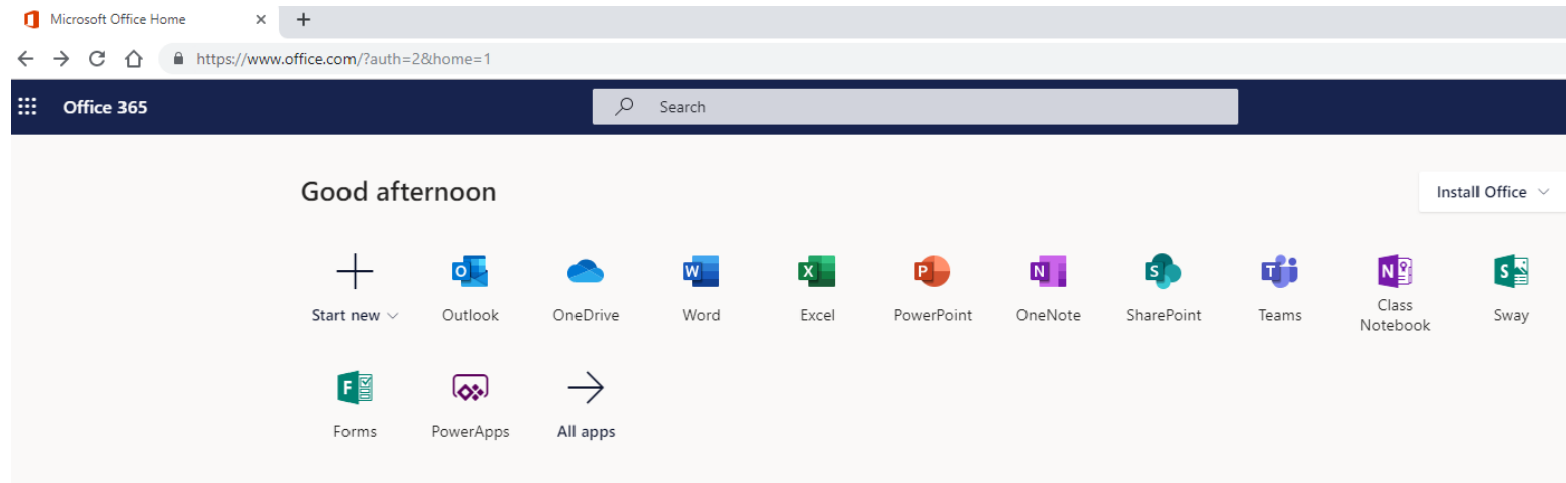 Microsoft Office Home
https://www.office.com/?auth=2&home=1
Office 365 Search
Good afternoon
Install Office
Start new Outlook OneDrive Word Excel PowerPoint OneNote SharePoint Teams Class Notebook Sway
Forms PowerApps All apps